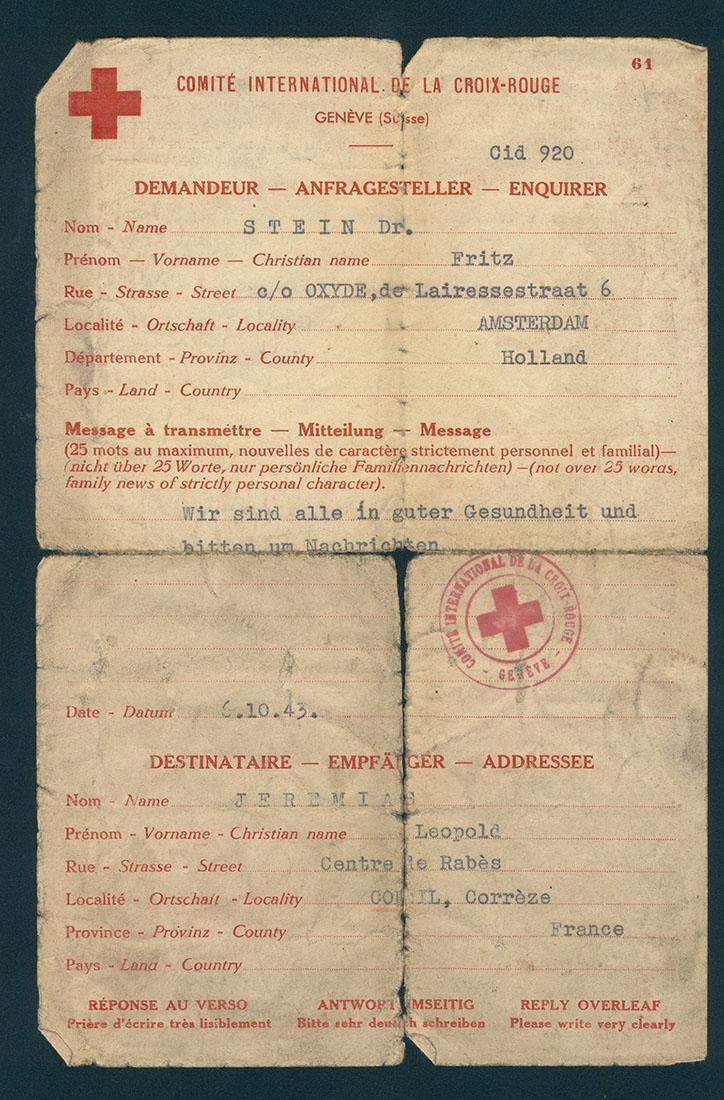 61
COMITÉ INTERNATIONAL DE LA CROIX-ROUGE
GENÈVE (Suisse)
Cid 920
DEMANDEUR — ANFRAGESTELLER — ENQUIRER
Nom - Name STEIN Dr.
Prénom — Vorname — Christian name Fritz
Rue - Strasse - Street c/o OXYDE, de Lairessestraat 6
Localité - Ortschaft - Locality AMSTERDAM
Département - Provinz - County Holland
Pays - Land - Country
Message à transmettre — Mitteilung — Message
(25 mots au maximum, nouvelles de caractère strictement personnel et familial)—
(nicht über 25 Worte, nur persönliche Familiennachrichten) —(not over 25 words,
family news of strictly personal character).
Wir sind alle in guter Gesundheit und
bitten um Nachrichten
COMITÉ INTERNATIONAL DE LA CROIX-ROUGE - GENÈVE -
Date - Datum 6.10.43.
DESTINATAIRE — EMPFÄNGER — ADDRESSEE
Nom - Name JEREMIAS
Prénom - Vorname - Christian name Leopold
Rue - Strasse - Street Centre de Rabès
Localité - Ortschaft - Locality CORNIL, Corrèze
Province - Provinz - County France
Pays - Land - Country
RÉPONSE AU VERSO ANTWORT UMSEITIG REPLY OVERLEAF
Prière d'écrire très lisiblement Bitte sehr deutlich schreiben Please write very clearly